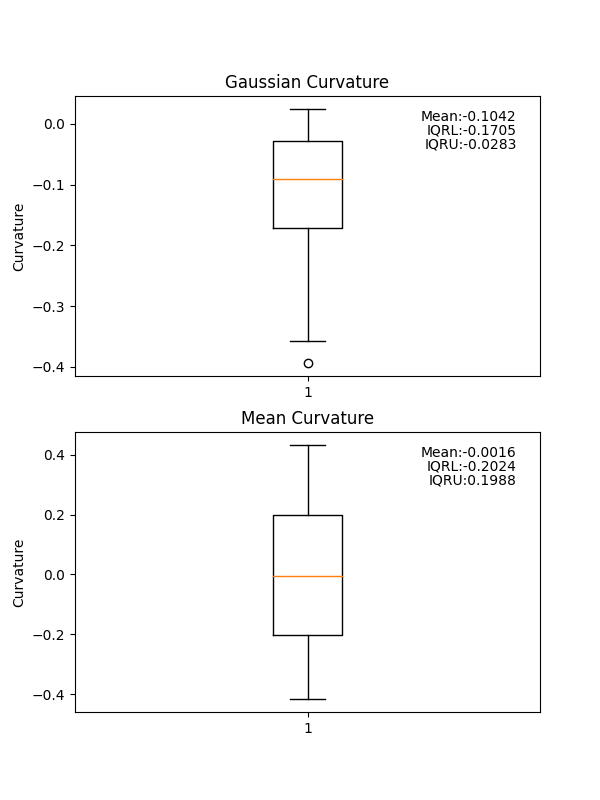 Gaussian Curvature
Mean:-0.1042
IQRL:-0.1705
IQRU:-0.0283
0.0
−0.1
−0.2
−0.3
−0.4
Curvature
1
Mean Curvature
Mean:-0.0016
IQRL:-0.2024
IQRU:0.1988
0.4
0.2
0.0
−0.2
−0.4
Curvature
1